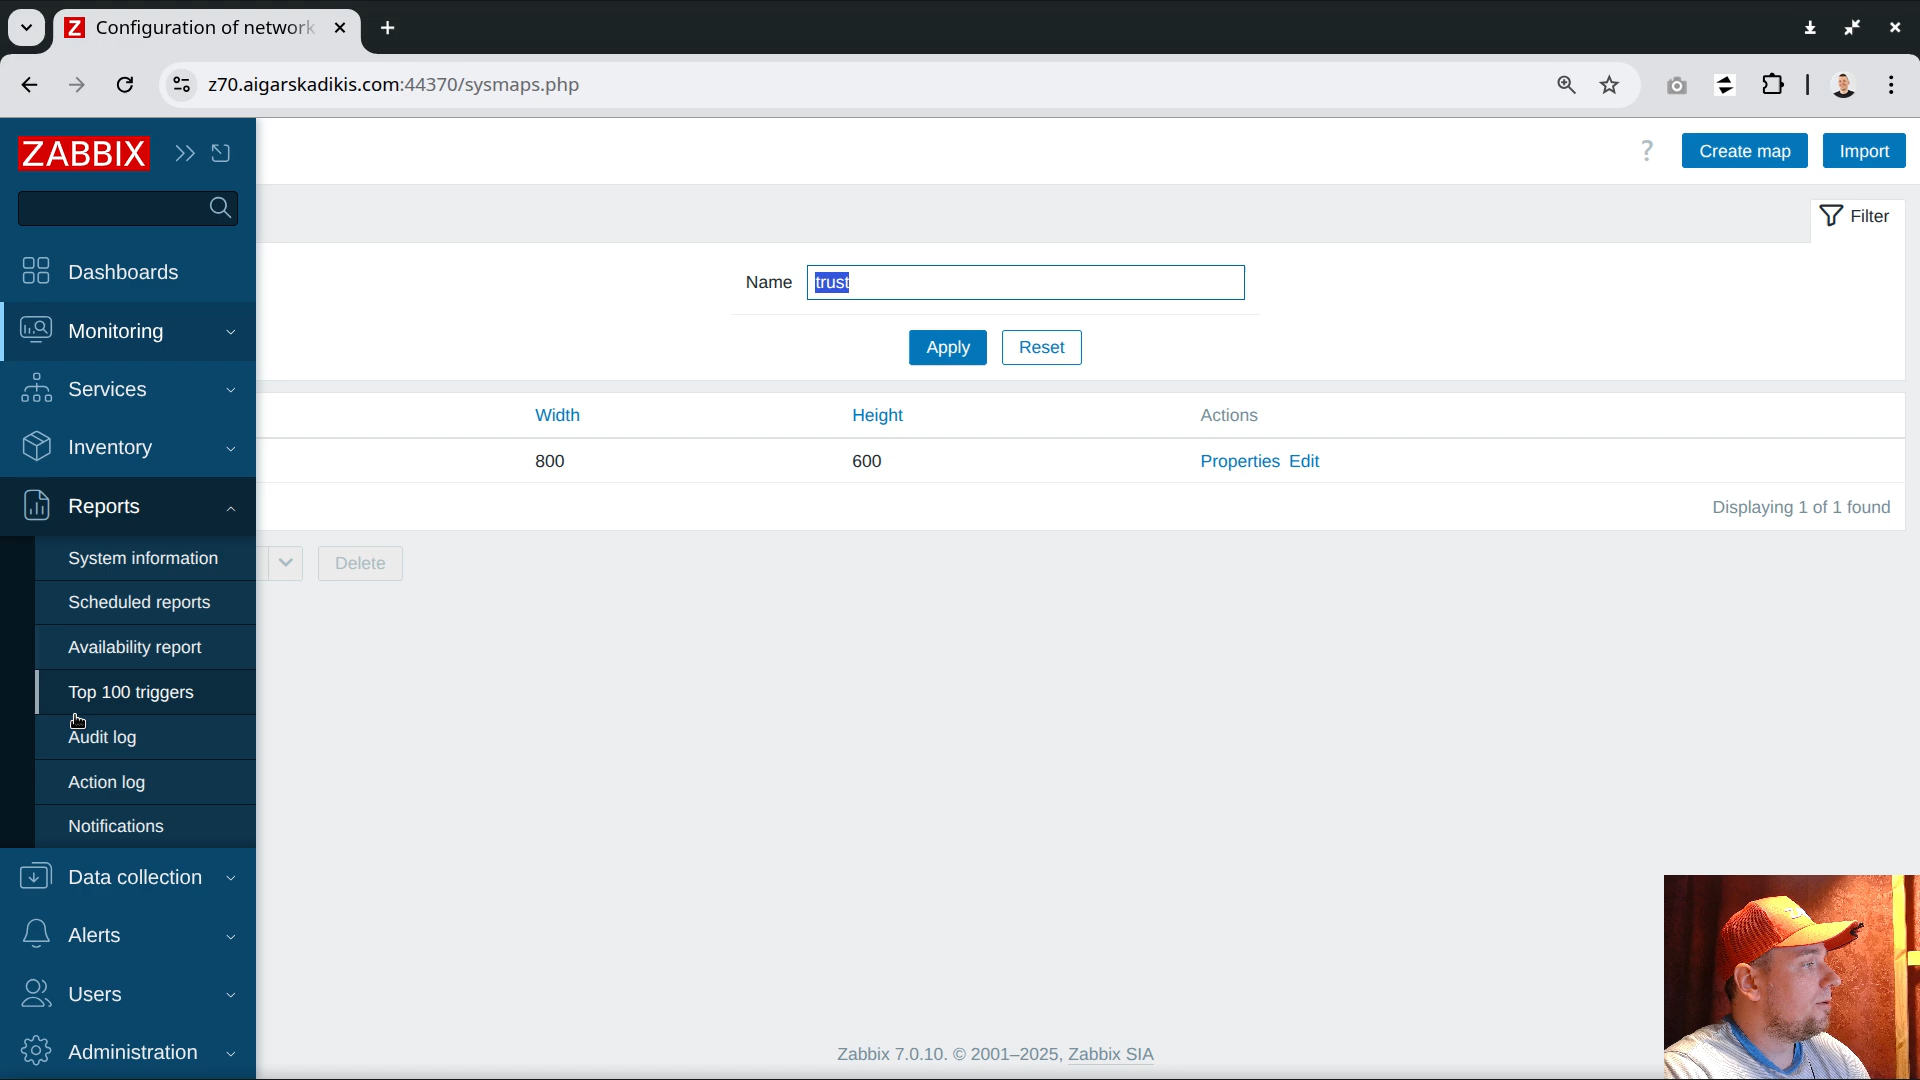 Configuration of network
z70.aigarskadikis.com:44370/sysmaps.php
ZABBIX
? Create map Import
Filter
Dashboards
Name trust
Monitoring
Apply Reset
Services
Width Height Actions
Inventory
800 600 Properties Edit
Reports
Displaying 1 of 1 found
System information
Delete
Scheduled reports
Availability report
Top 100 triggers
Audit log
Action log
Notifications
Data collection
Alerts
Users
Administration
Zabbix 7.0.10. © 2001–2025, Zabbix SIA